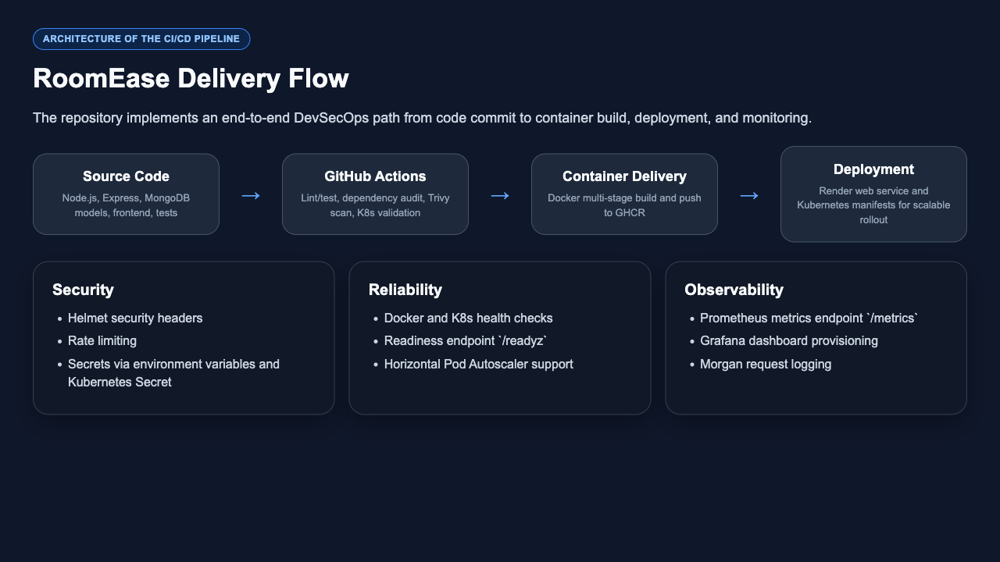 ARCHITECTURE OF THE CI/CD PIPELINE
RoomEase Delivery Flow
The repository implements an end-to-end DevSecOps path from code commit to container build, deployment, and monitoring.
Source Code
Node.js, Express, MongoDB
models, frontend, tests
→
GitHub Actions
Lint/test, dependency audit, Trivy
scan, K8s validation
→
Container Delivery
Docker multi-stage build and push
to GHCR
→
Deployment
Render web service and
Kubernetes manifests for scalable
rollout
Security
• Helmet security headers
• Rate limiting
• Secrets via environment variables and
Kubernetes Secret
Reliability
• Docker and K8s health checks
• Readiness endpoint `/readyz`
• Horizontal Pod Autoscaler support
Observability
• Prometheus metrics endpoint `/metrics`
• Grafana dashboard provisioning
• Morgan request logging